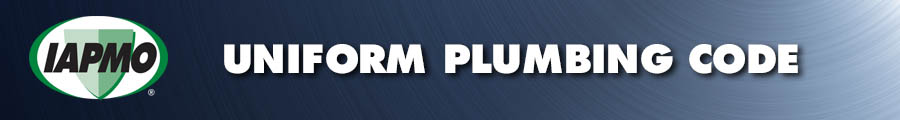 IAPMO®
UNIFORM PLUMBING CODE